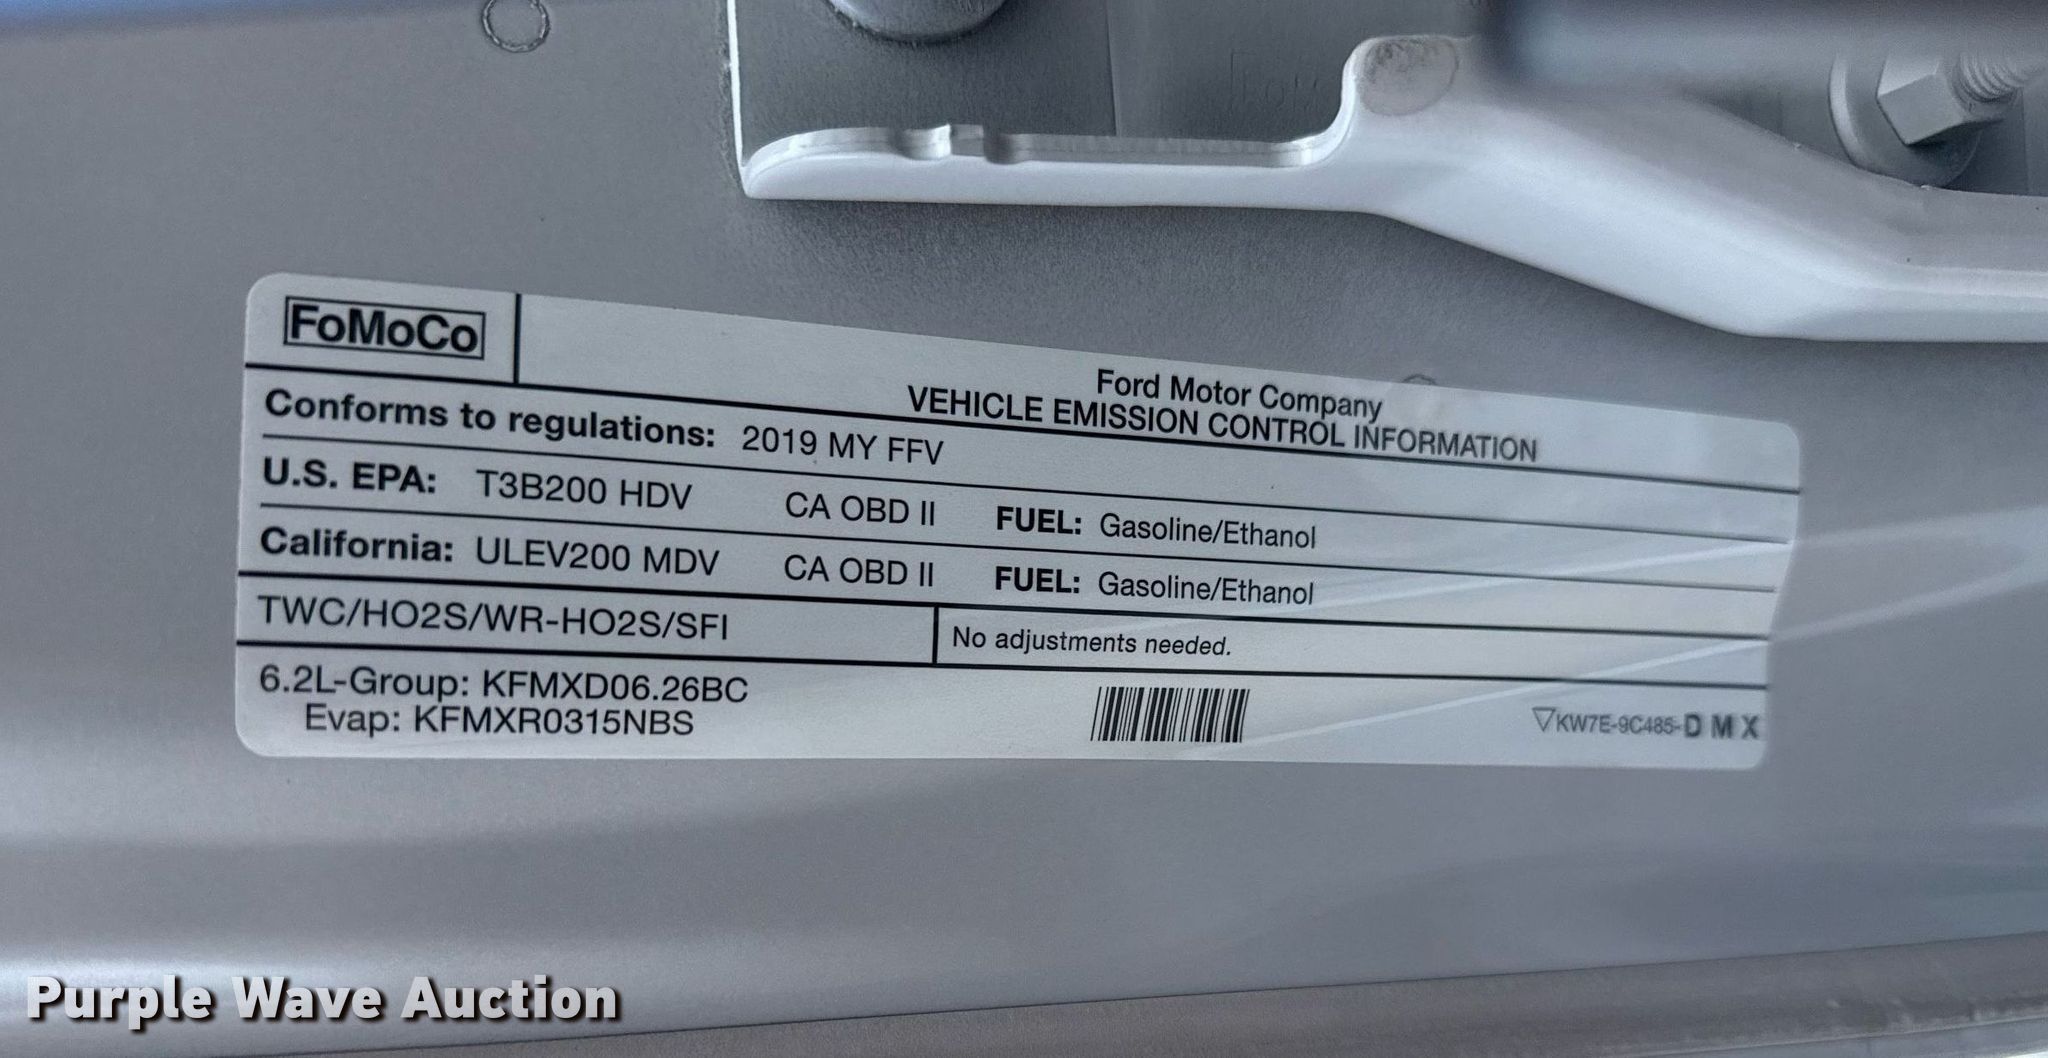 FoMoCo
Ford Motor Company
VEHICLE EMISSION CONTROL INFORMATION
Conforms to regulations: 2019 MY FFV
U.S. EPA: T3B200 HDV CA OBD II FUEL: Gasoline/Ethanol
California: ULEV200 MDV CA OBD II FUEL: Gasoline/Ethanol
TWC/HO2S/WR-HO2S/SFI No adjustments needed.
6.2L-Group: KFMXD06.26BC
Evap: KFMXR0315NBS
KW7E-9C485-D M X
Purple Wave Auction